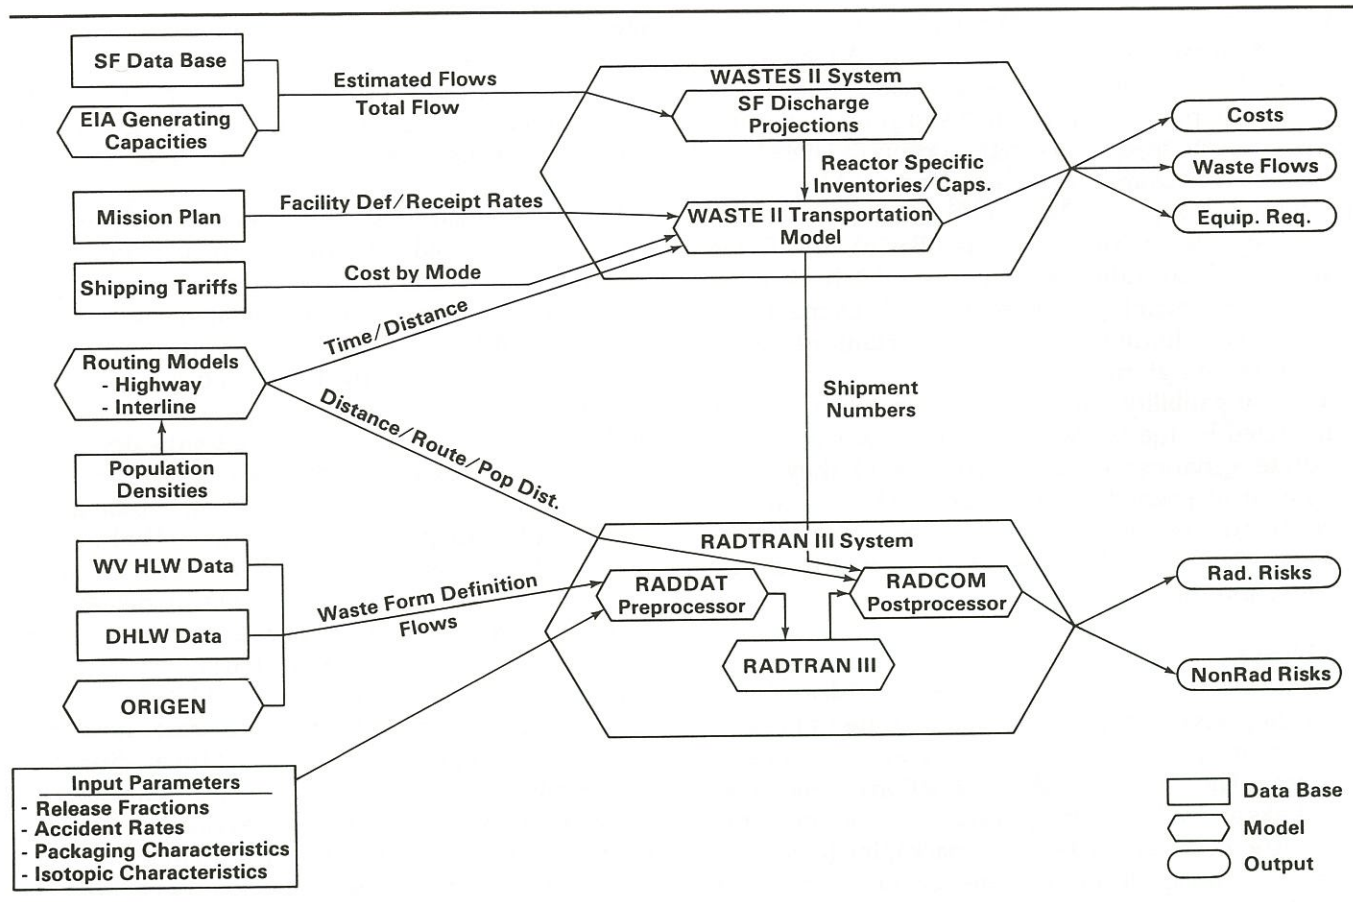 SF Data Base
EIA Generating
Capacities
Estimated Flows
Total Flow
WASTES II System
SF Discharge
Projections
Reactor Specific
Inventories/Caps.
WASTE II Transportation
Model
Costs
Waste Flows
Equip. Req.
Mission Plan
Facility Def/Receipt Rates
Shipping Tariffs
Cost by Mode
Time/Distance
Routing Models
- Highway
- Interline
Distance/Route/Pop Dist.
Population
Densities
Shipment
Numbers
WV HLW Data
DHLW Data
ORIGEN
Waste Form Definition
Flows
RADTRAN III System
RADDAT
Preprocessor
RADCOM
Postprocessor
RADTRAN III
Rad. Risks
NonRad Risks
Input Parameters
- Release Fractions
- Accident Rates
- Packaging Characteristics
- Isotopic Characteristics
Data Base
Model
Output